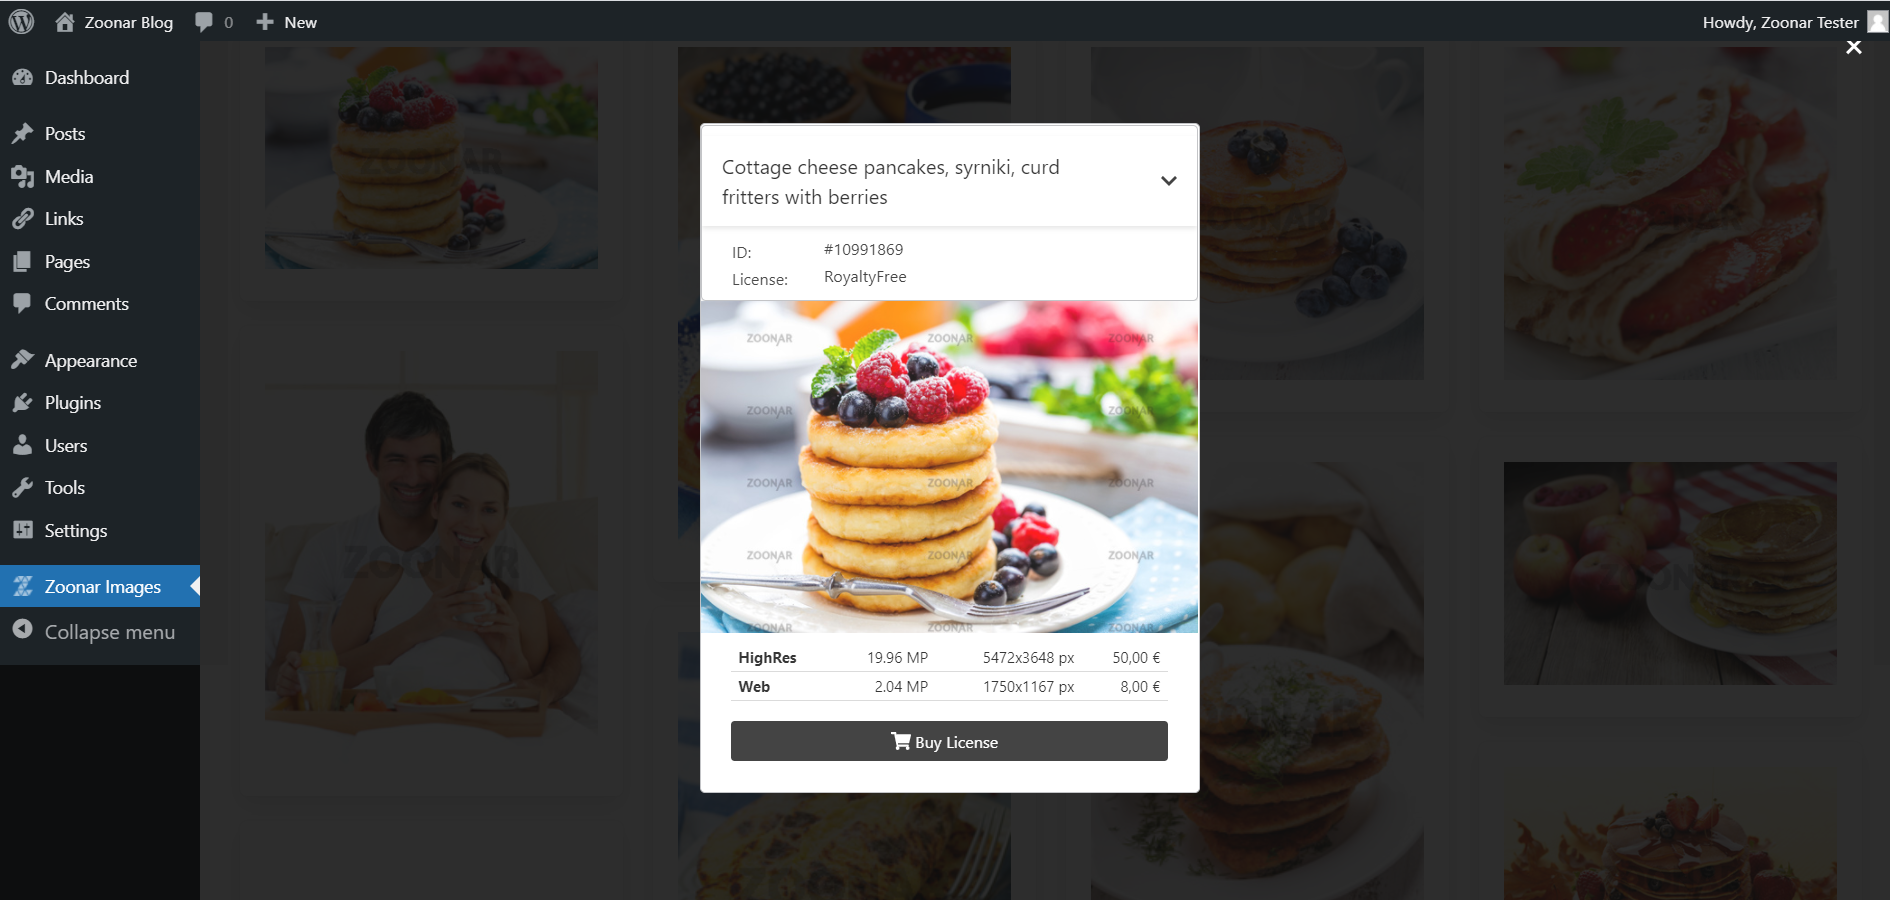 Zoonar Blog
0
New
Howdy, Zoonar Tester
Dashboard
Posts
Media
Links
Pages
Comments
Appearance
Plugins
Users
Tools
Settings
Zoonar Images
Collapse menu
Cottage cheese pancakes, syrniki, curd
fritters with berries
ID: #10991869
License: RoyaltyFree
ZOONAR ZOONAR ZOONAR
ZOONAR ZOONAR
ZOONAR ZOONAR ZOONAR
ZOONAR ZOONAR ZOONAR
ZOONAR ZOONAR ZOONAR
HighRes 19.96 MP 5472x3648 px 50,00 €
Web 2.04 MP 1750x1167 px 8,00 €
Buy License
ZOONAR
ZOONAR